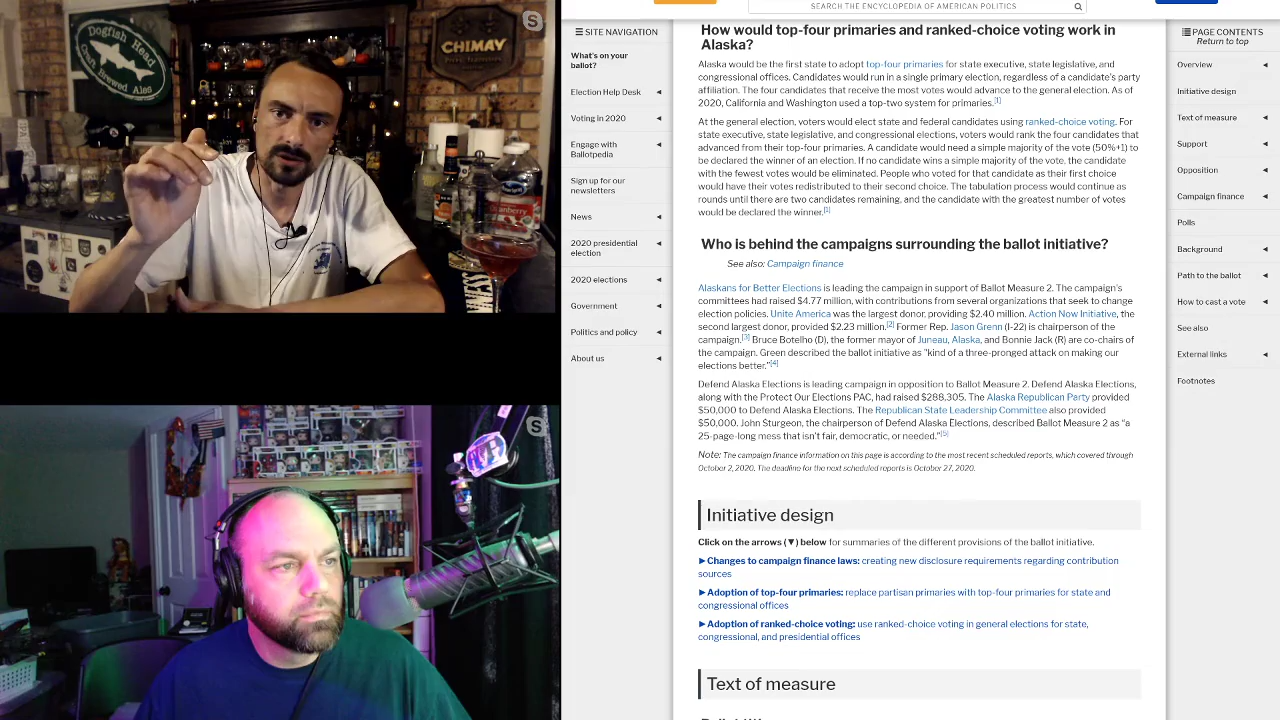 Dogfish Head
Craft Brewed Ales
CHIMAY
S
anberry
S
SEARCH THE ENCYCLOPEDIA OF AMERICAN POLITICS
SITE NAVIGATION
What's on your
ballot?
Election Help Desk
Voting in 2020
Engage with
Ballotpedia
Sign up for our
newsletters
News
2020 presidential
election
2020 elections
Government
Politics and policy
About us
How would top-four primaries and ranked-choice voting work in
Alaska?
Alaska would be the first state to adopt top-four primaries for state executive, state legislative, and
congressional offices. Candidates would run in a single primary election, regardless of a candidate's party
affiliation. The four candidates that receive the most votes would advance to the general election. As of
2020, California and Washington used a top-two system for primaries.[1]
At the general election, voters would elect state and federal candidates using ranked-choice voting. For
state executive, state legislative, and congressional elections, voters would rank the four candidates that
advanced from their top-four primaries. A candidate would need a simple majority of the vote (50%+1) to
be declared the winner of an election. If no candidate wins a simple majority of the vote, the candidate
with the fewest votes would be eliminated. People who voted for that candidate as their first choice
would have their votes redistributed to their second choice. The tabulation process would continue as
rounds until there are two candidates remaining, and the candidate with the greatest number of votes
would be declared the winner.[1]
Who is behind the campaigns surrounding the ballot initiative?
See also: Campaign finance
Alaskans for Better Elections is leading the campaign in support of Ballot Measure 2. The campaign's
committees had raised $4.77 million, with contributions from several organizations that seek to change
election policies. Unite America was the largest donor, providing $2.40 million. Action Now Initiative, the
second largest donor, provided $2.23 million.[2] Former Rep. Jason Grenn (I-22) is chairperson of the
campaign.[3] Bruce Botelho (D), the former mayor of Juneau, Alaska, and Bonnie Jack (R) are co-chairs of
the campaign. Green described the ballot initiative as "kind of a three-pronged attack on making our
elections better."[4]
Defend Alaska Elections is leading campaign in opposition to Ballot Measure 2. Defend Alaska Elections,
along with the Protect Our Elections PAC, had raised $288,305. The Alaska Republican Party provided
$50,000 to Defend Alaska Elections. The Republican State Leadership Committee also provided
$50,000. John Sturgeon, the chairperson of Defend Alaska Elections, described Ballot Measure 2 as "a
25-page-long mess that isn't fair, democratic, or needed."[5]
Note: The campaign finance information on this page is according to the most recent scheduled reports, which covered through
October 2, 2020. The deadline for the next scheduled reports is October 27, 2020.
Initiative design
Click on the arrows (▼) below for summaries of the different provisions of the ballot initiative.
►Changes to campaign finance laws: creating new disclosure requirements regarding contribution
sources
►Adoption of top-four primaries: replace partisan primaries with top-four primaries for state and
congressional offices
►Adoption of ranked-choice voting: use ranked-choice voting in general elections for state,
congressional, and presidential offices
Text of measure
PAGE CONTENTS
Return to top
Overview
Initiative design
Text of measure
Support
Opposition
Campaign finance
Polls
Background
Path to the ballot
How to cast a vote
See also
External links
Footnotes